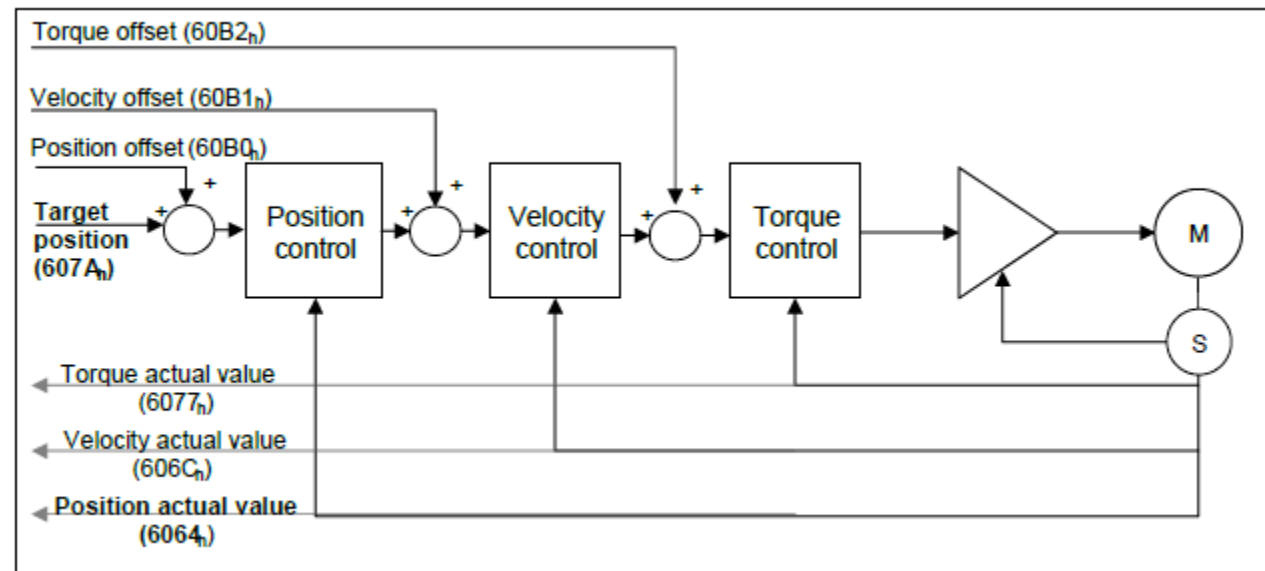 Torque offset (60B2h)
Velocity offset (60B1h)
Position offset (60B0h)
+
+
+
+
+
+
Target
position
(607Ah)
Position
control
Velocity
control
Torque
control
M
S
Torque actual value
(6077h)
Velocity actual value
(606Ch)
Position actual value
(6064h)